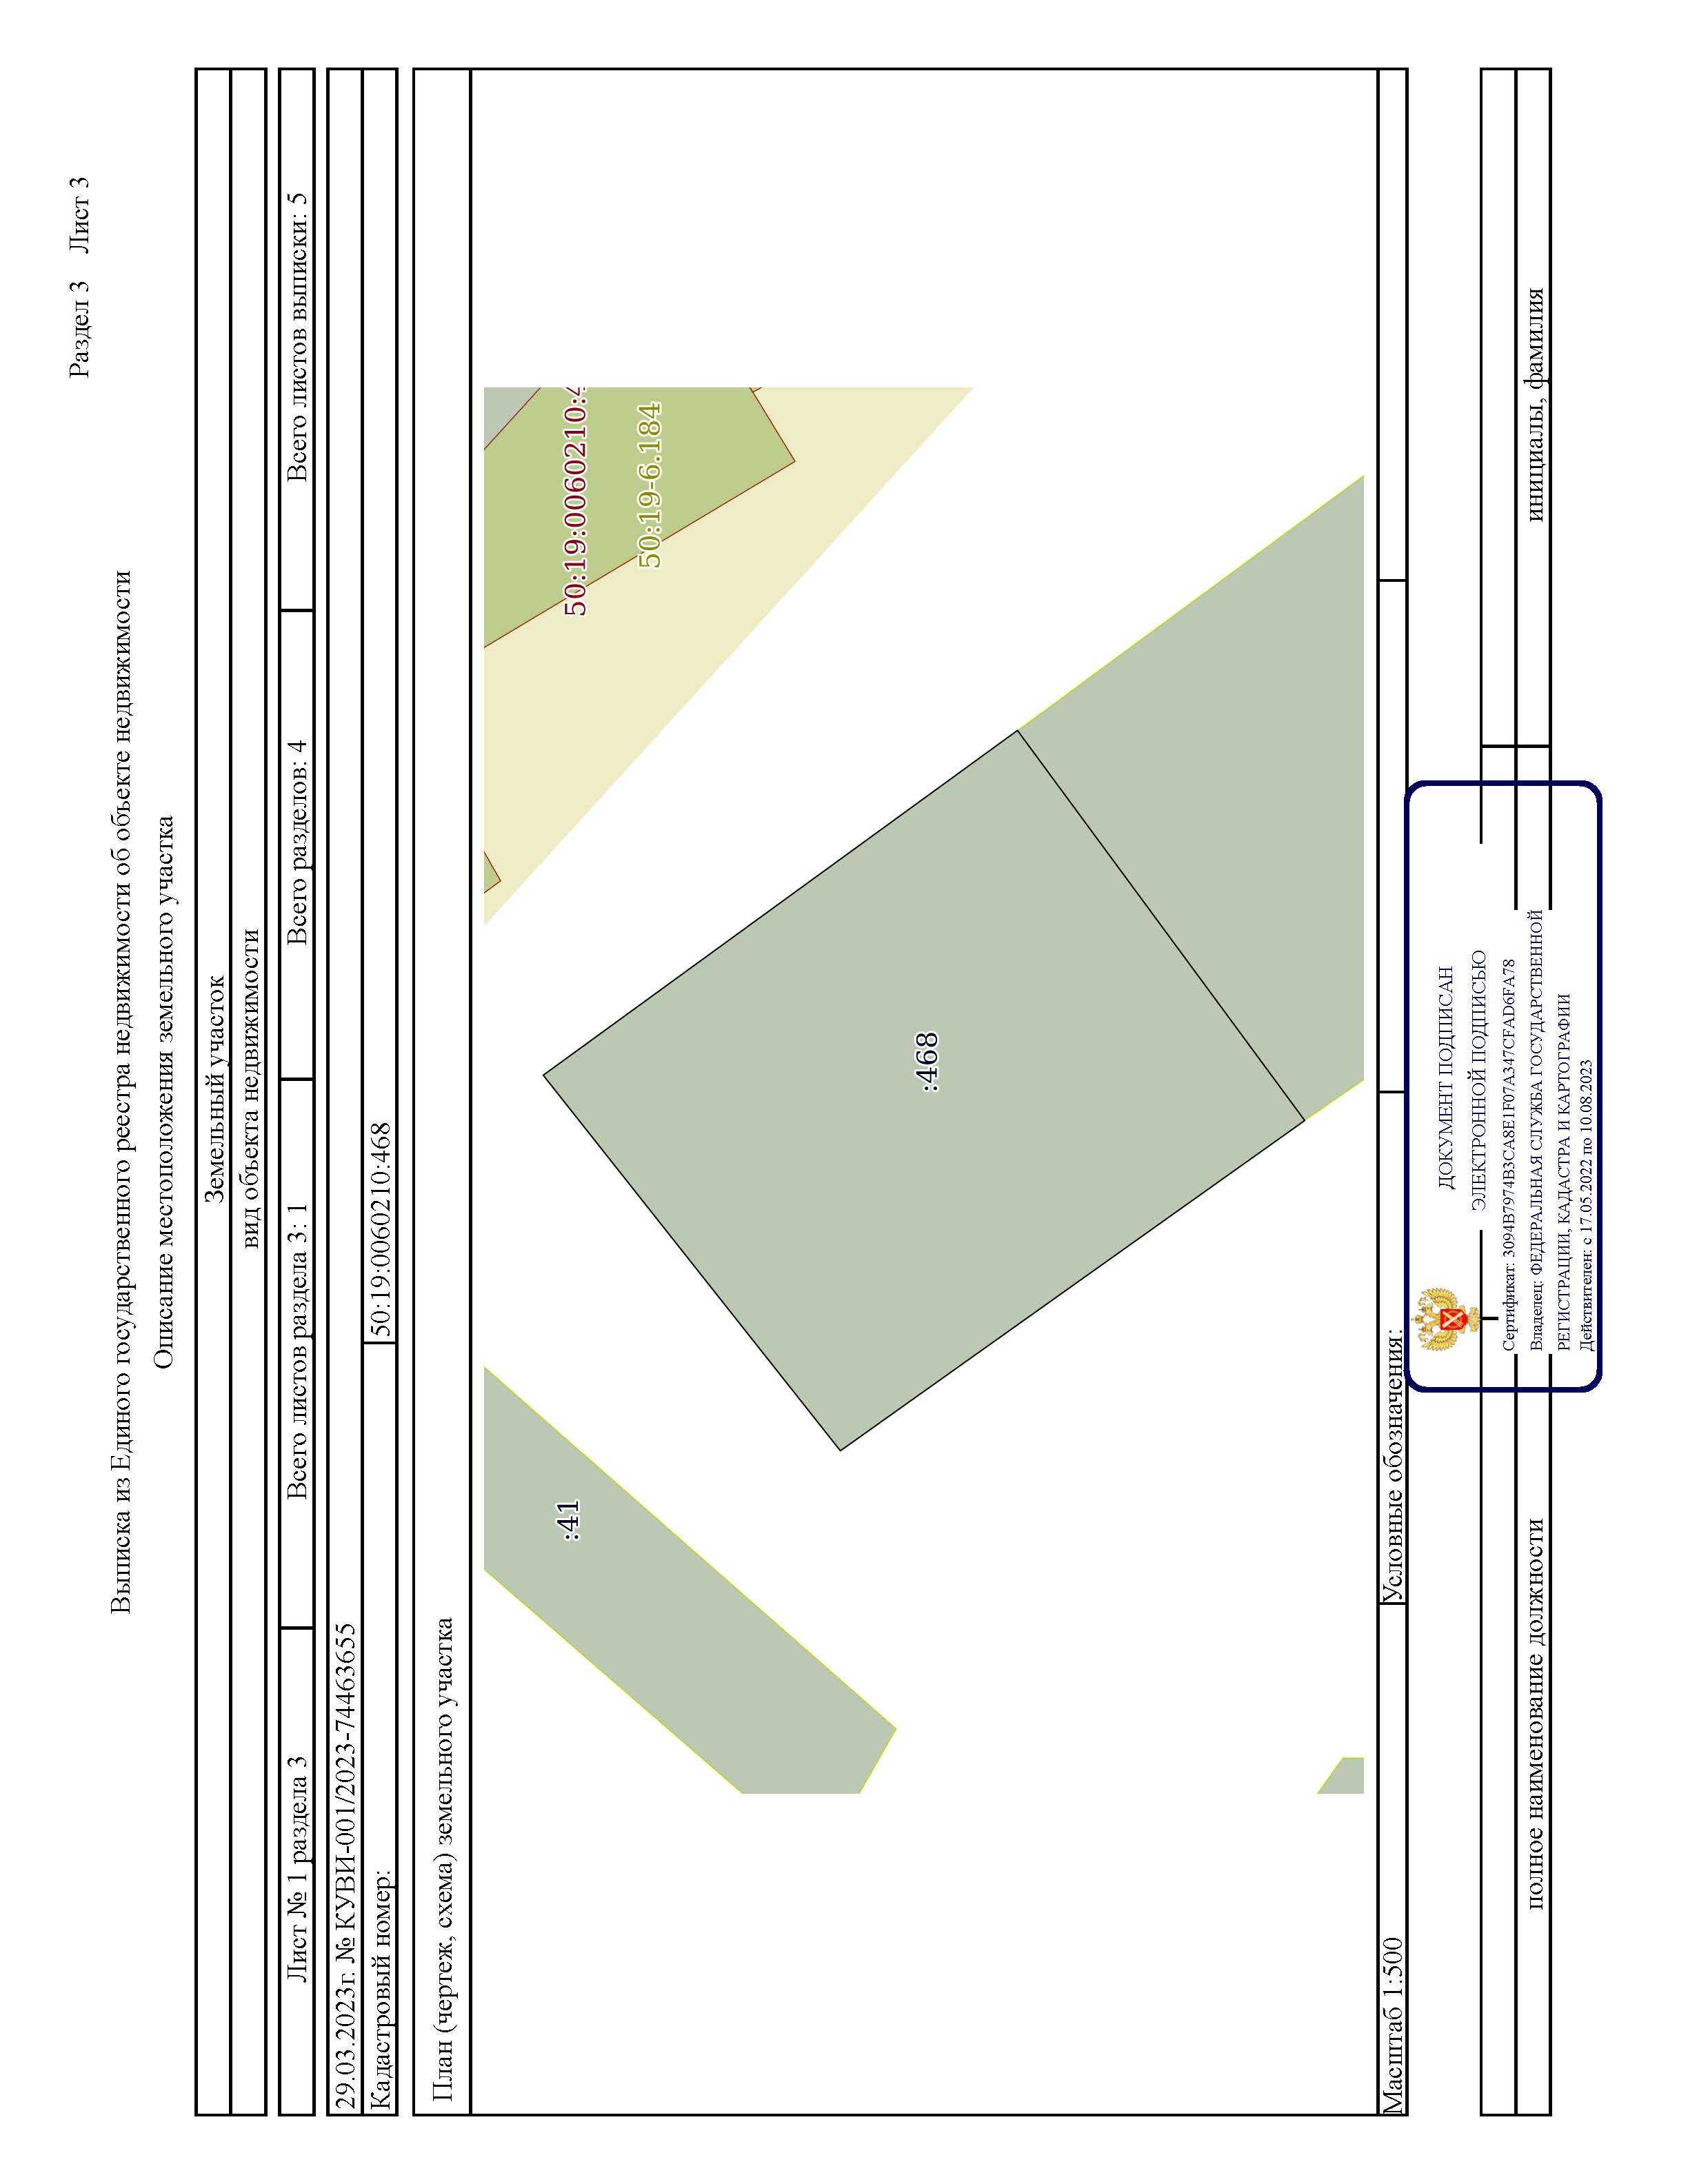 Раздел 3 Лист 3
Выписка из Единого государственного реестра недвижимости об объекте недвижимости
Описание местоположения земельного участка
Земельный участок
вид объекта недвижимости
Лист № 1 раздела 3 Всего листов раздела 3: 1 Всего разделов: 4 Всего листов выписки: 5
29.03.2023г. № КУВИ-001/2023-74463655
Кадастровый номер: 50:19:0060210:468
План (чертеж, схема) земельного участка
:41
50:19:0060210:4
50:19-6.184
:468
Масштаб 1:500 Условные обозначения:
ДОКУМЕНТ ПОДПИСАН
ЭЛЕКТРОННОЙ ПОДПИСЬЮ
Сертификат: 3094B7974B3CA8E1F07A347CFAD6FA78
Владелец: ФЕДЕРАЛЬНАЯ СЛУЖБА ГОСУДАРСТВЕННОЙ
РЕГИСТРАЦИИ, КАДАСТРА И КАРТОГРАФИИ
Действителен: с 17.05.2022 по 10.08.2023
полное наименование должности инициалы, фамилия